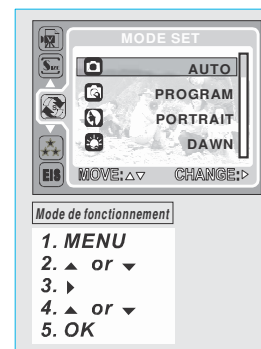 MODE SET
AUTO
PROGRAM
PORTRAIT
DAWN
EIS
MOVE:△▽ CHANGE:▷
Mode de fonctionnement
1. MENU
2. ▲ or ▼
3. ▶
4. ▲ or ▼
5. OK